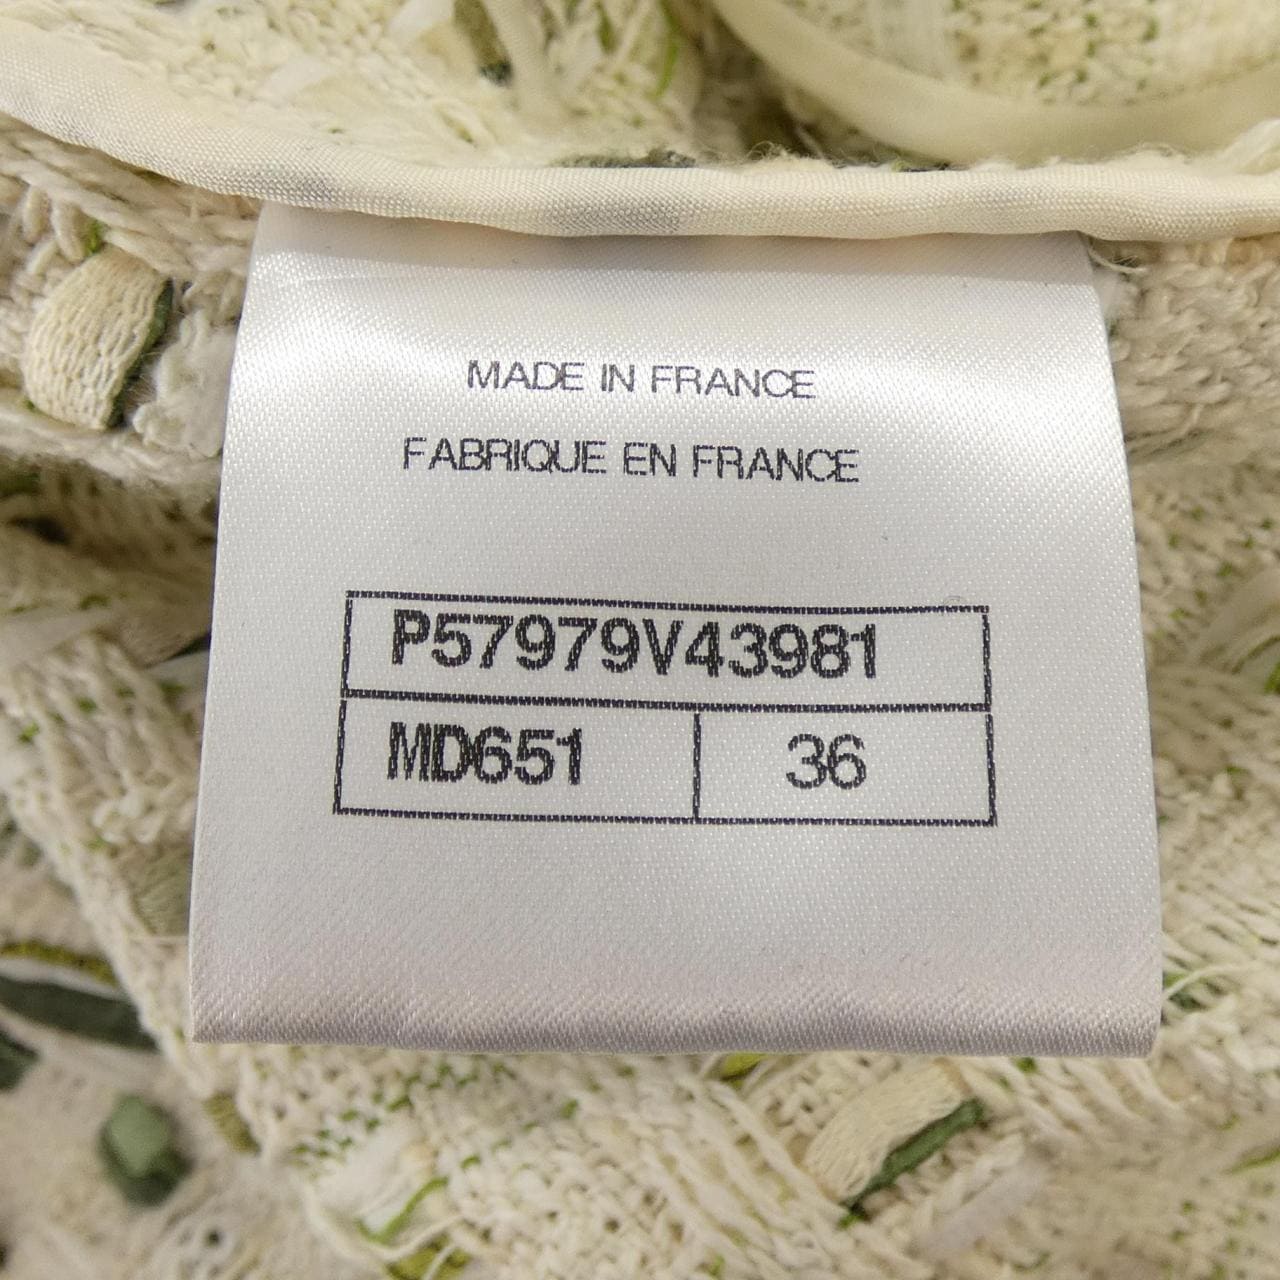 MADE IN FRANCE
FABRIQUE EN FRANCE
P57979V43981
MD651 36